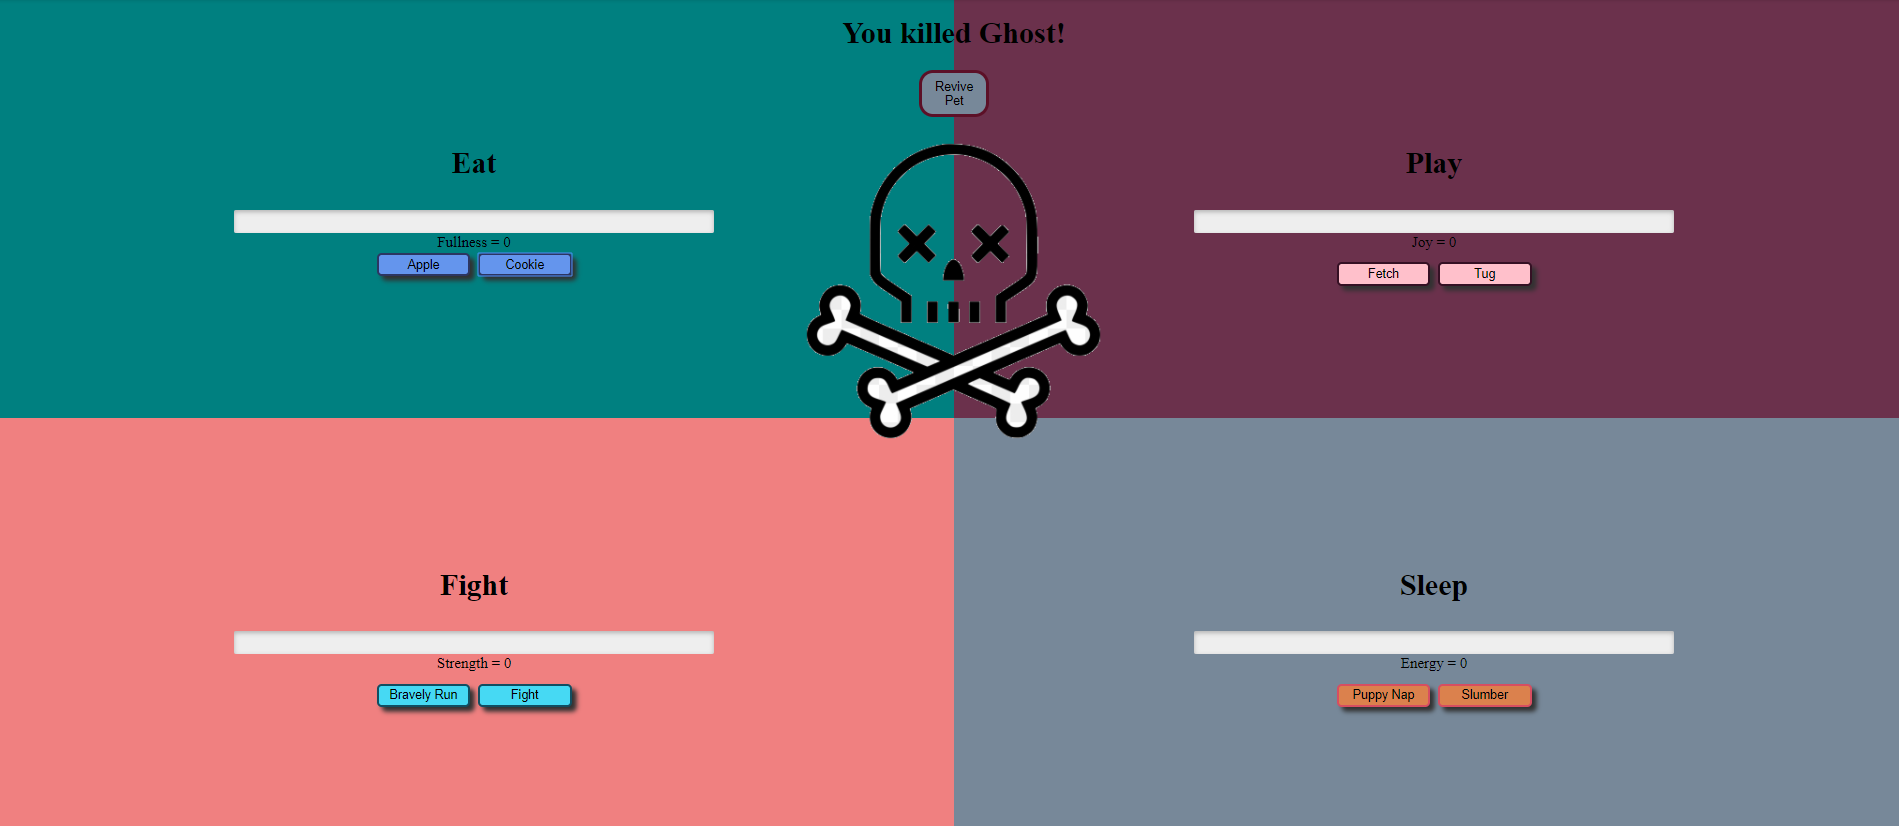 You killed Ghost!
Revive
Pet
Eat
Fullness = 0
Apple
Cookie
Play
Joy = 0
Fetch
Tug
Fight
Strength = 0
Bravely Run
Fight
Sleep
Energy = 0
Puppy Nap
Slumber